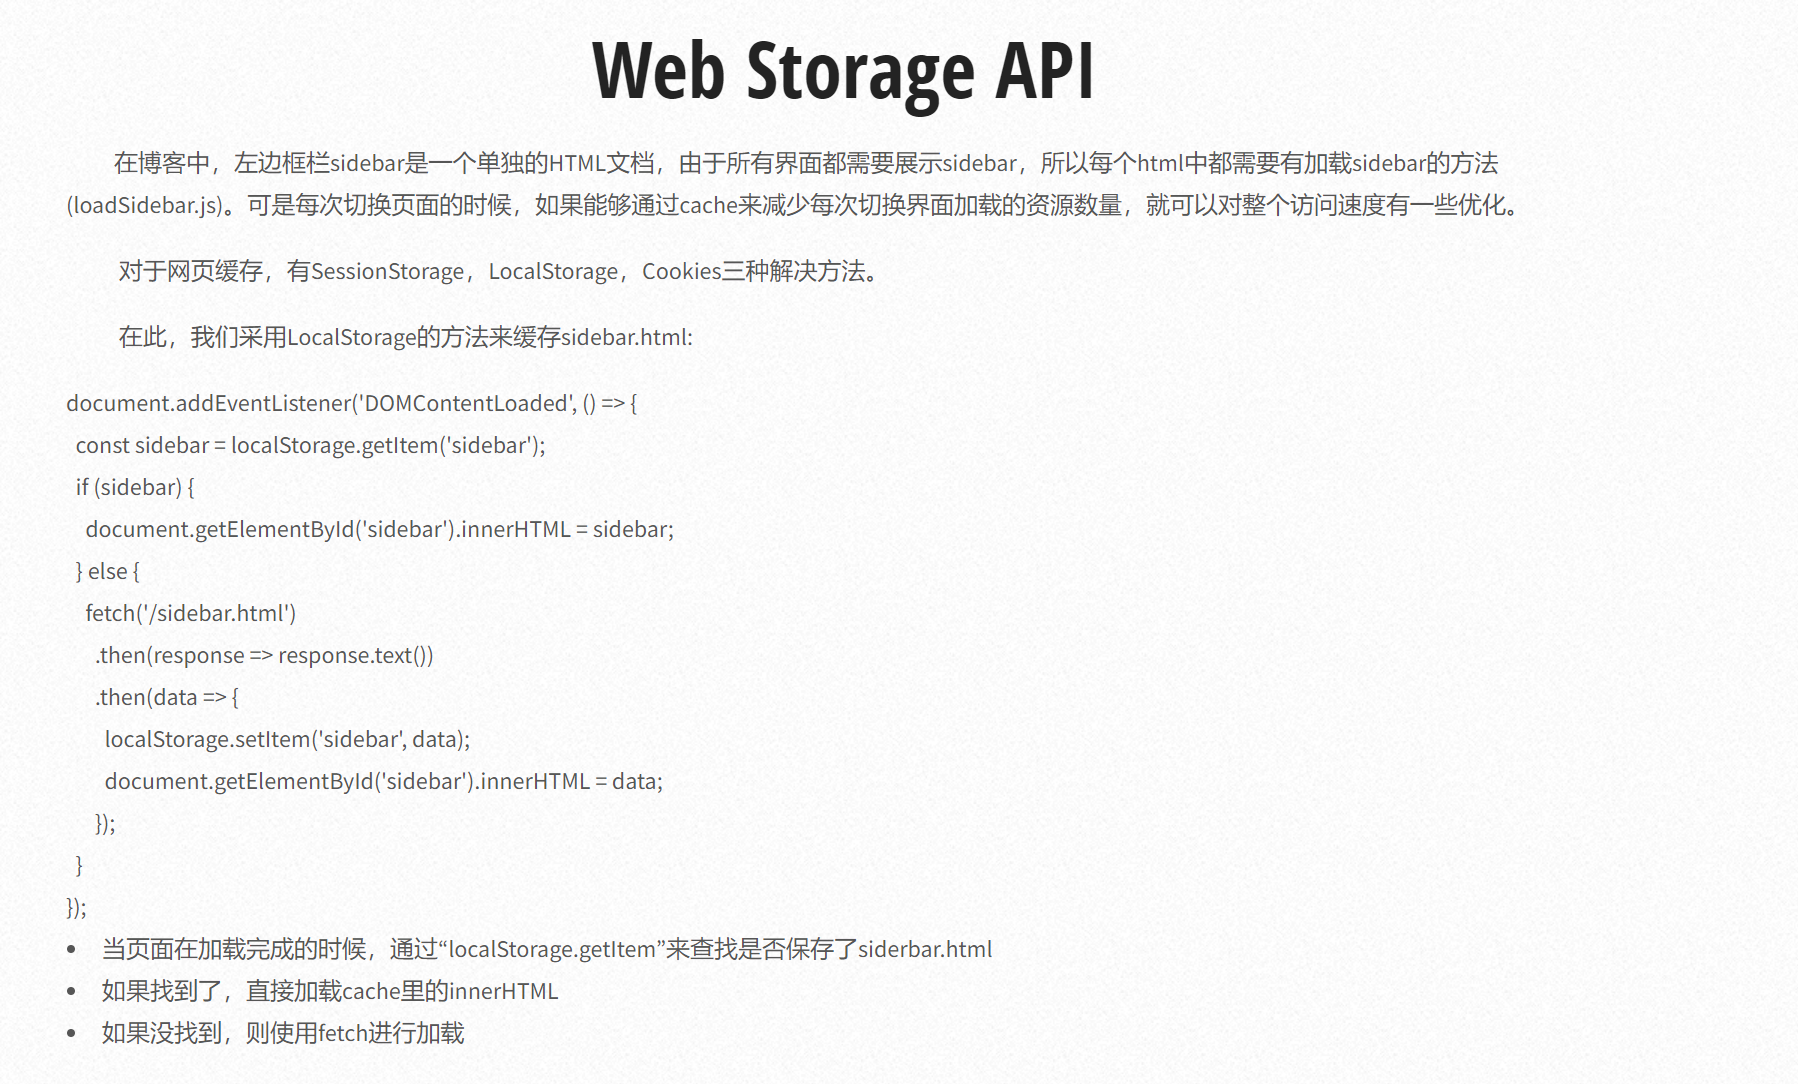 Web Storage API
在博客中，左边框栏sidebar是一个单独的HTML文档，由于所有界面都需要展示sidebar，所以每个html中都需要有加载sidebar的方法
(loadSidebar.js)。可是每次切换页面的时候，如果能够通过cache来减少每次切换界面加载的资源数量，就可以对整个访问速度有一些优化。
对于网页缓存，有SessionStorage，LocalStorage，Cookies三种解决方法。
在此，我们采用LocalStorage的方法来缓存sidebar.html:
document.addEventListener('DOMContentLoaded', () => {
  const sidebar = localStorage.getItem('sidebar');
  if (sidebar) {
    document.getElementById('sidebar').innerHTML = sidebar;
  } else {
    fetch('/sidebar.html')
      .then(response => response.text())
      .then(data => {
        localStorage.setItem('sidebar', data);
        document.getElementById('sidebar').innerHTML = data;
      });
  }
});
• 当页面在加载完成的时候，通过“localStorage.getItem”来查找是否保存了siderbar.html
• 如果找到了，直接加载cache里的innerHTML
• 如果没找到，则使用fetch进行加载